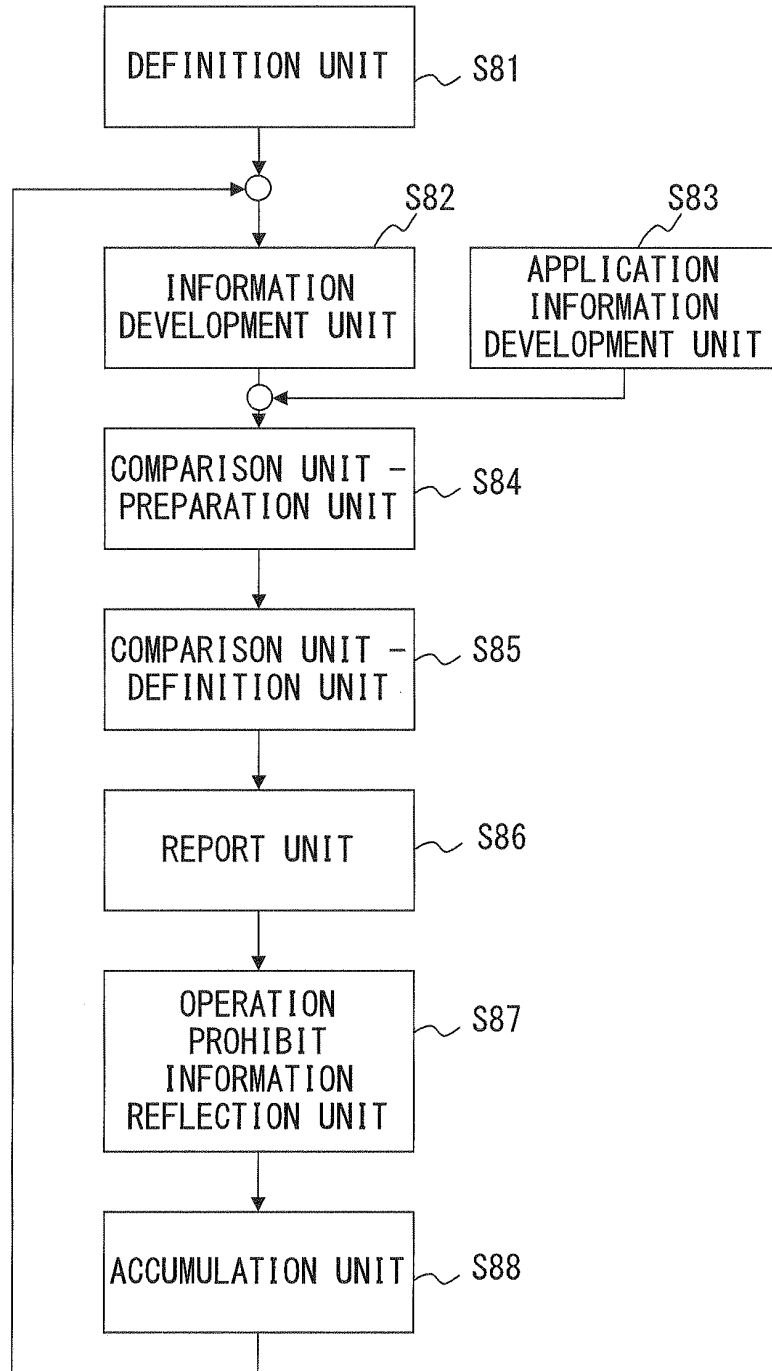 DEFINITION UNIT
S81
S82
S83
INFORMATION
DEVELOPMENT UNIT
APPLICATION
INFORMATION
DEVELOPMENT UNIT
COMPARISON UNIT -
PREPARATION UNIT
S84
COMPARISON UNIT -
DEFINITION UNIT
S85
REPORT UNIT
S86
OPERATION
PROHIBIT
INFORMATION
REFLECTION UNIT
S87
ACCUMULATION UNIT
S88